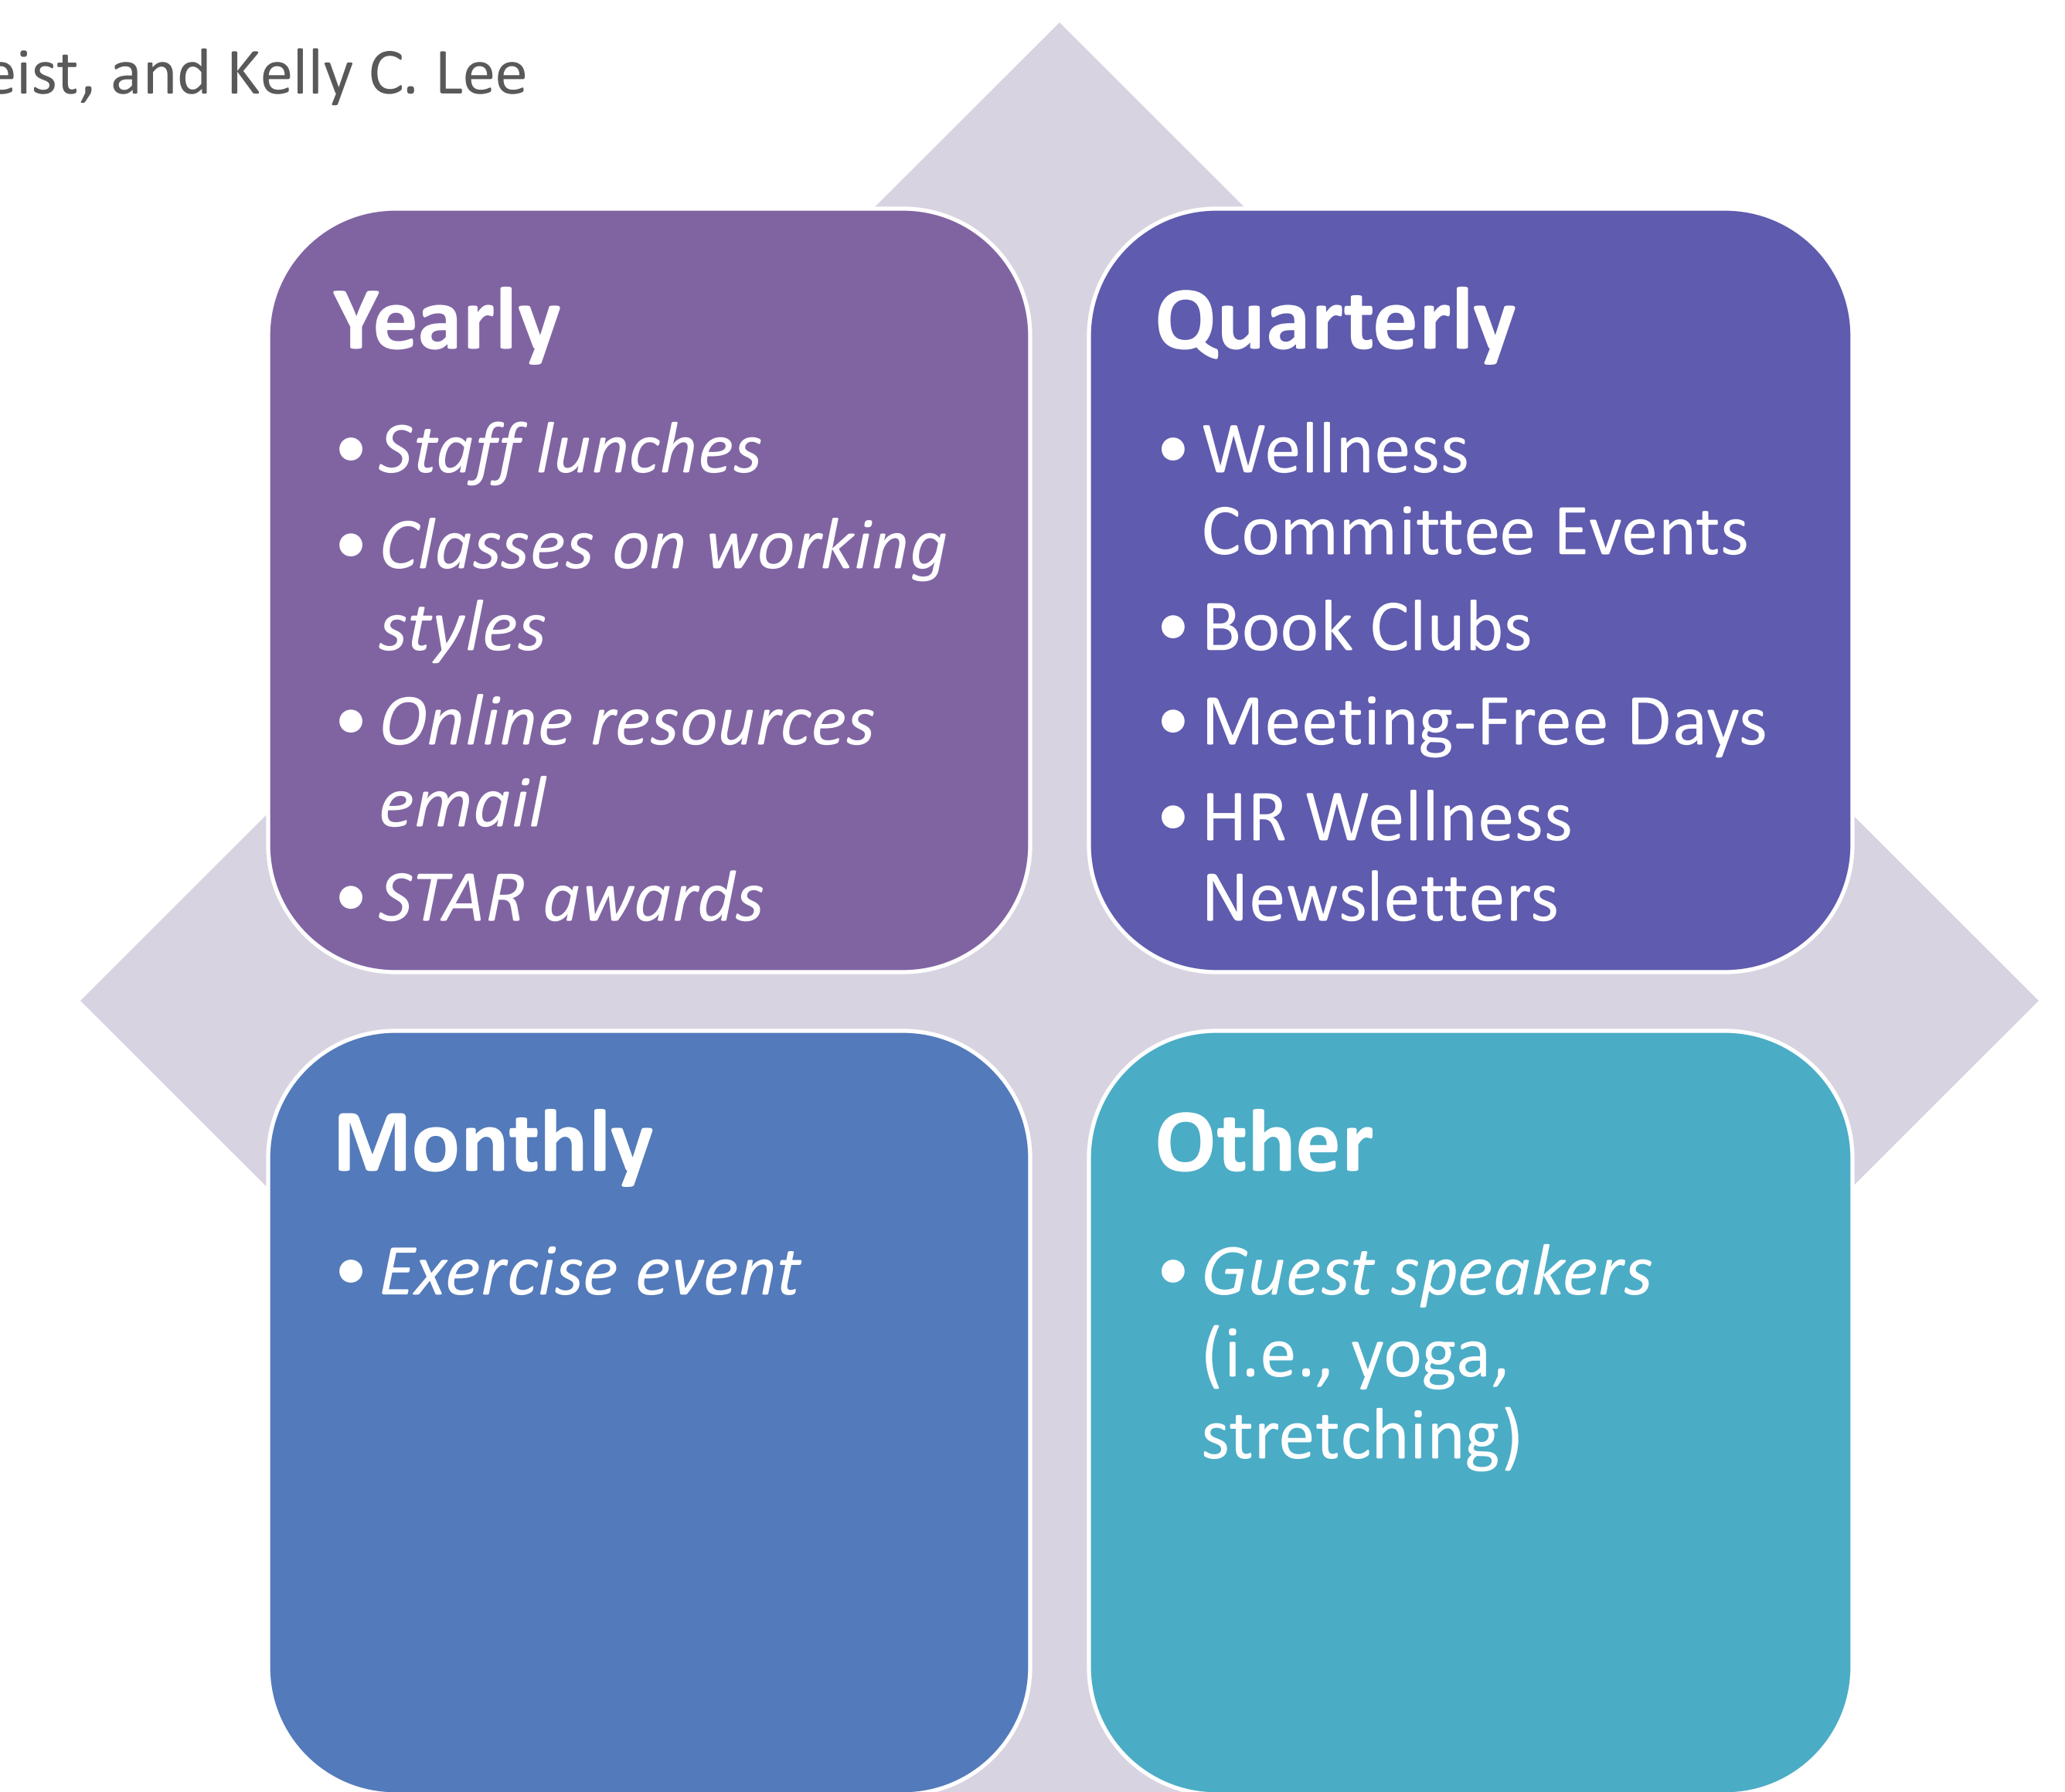 and Kelly C. Lee
Yearly
• Staff lunches
• Classes on working
styles
• Online resources
email
• STAR awards
Quarterly
• Wellness
Committee Events
• Book Clubs
• Meeting-Free Days
• HR Wellness
Newsletters
Monthly
• Exercise event
Other
• Guest speakers
(i.e., yoga,
stretching)